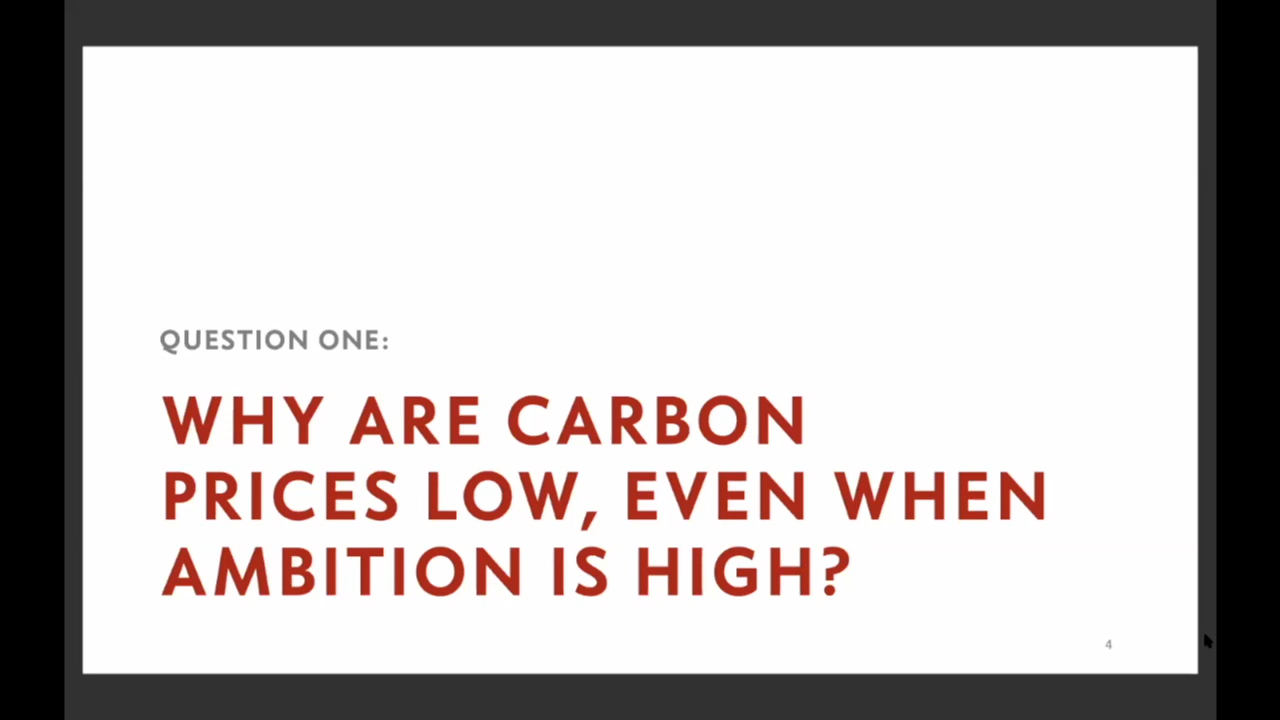 QUESTION ONE:
WHY ARE CARBON
PRICES LOW, EVEN WHEN
AMBITION IS HIGH?
4